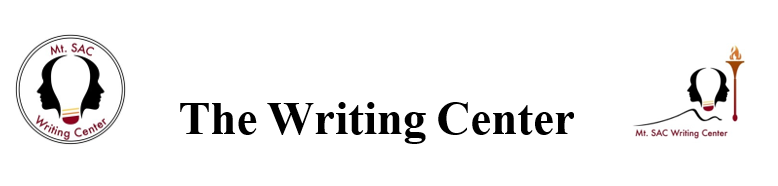 Mt. SAC
Writing Center
The Writing Center
Mt. SAC Writing Center